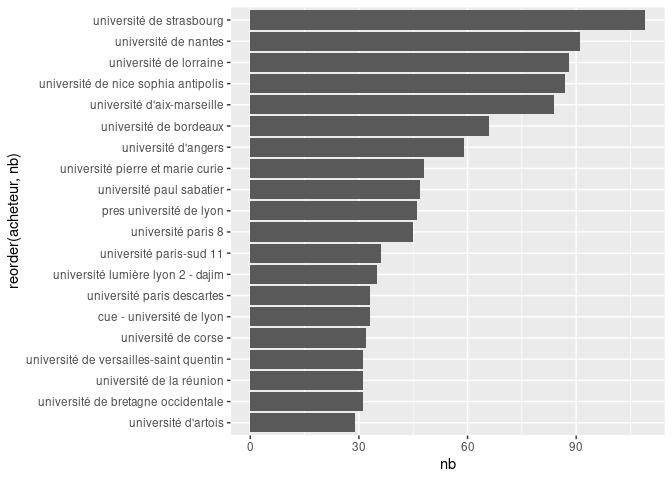 université de strasbourg
université de nantes
université de lorraine
université de nice sophia antipolis
université d'aix-marseille
université de bordeaux
université d'angers
université pierre et marie curie
université paul sabatier
pres université de lyon
université paris 8
université paris-sud 11
université lumière lyon 2 - dajim
université paris descartes
cue - université de lyon
université de corse
université de versailles-saint quentin
université de la réunion
université de bretagne occidentale
université d'artois
reorder(acheteur, nb)
0 30 60 90
nb